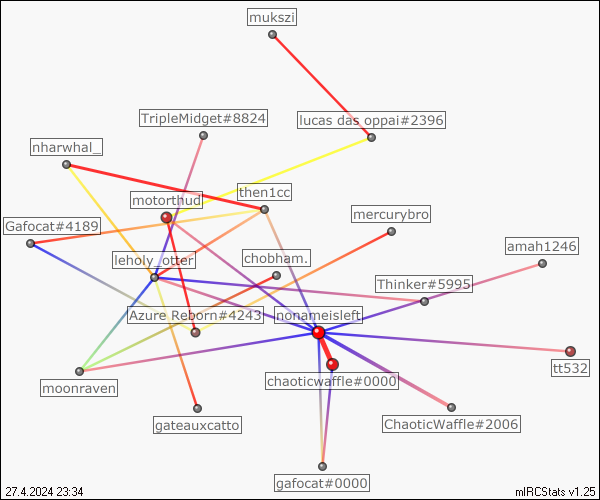 mukszi
TripleMidget#8824
lucas das oppai#2396
nharwhal_
motorthud
then1cc
mercurybro
Gafocat#4189
amah1246
leholy_otter
chobham.
Thinker#5995
Azure Reborn#4243
nonameisleft
tt532
chaoticwaffle#0000
moonraven
gateauxcatto
ChaoticWaffle#2006
gafocat#0000
27.4.2024 23:34
mIRCStats v1.25